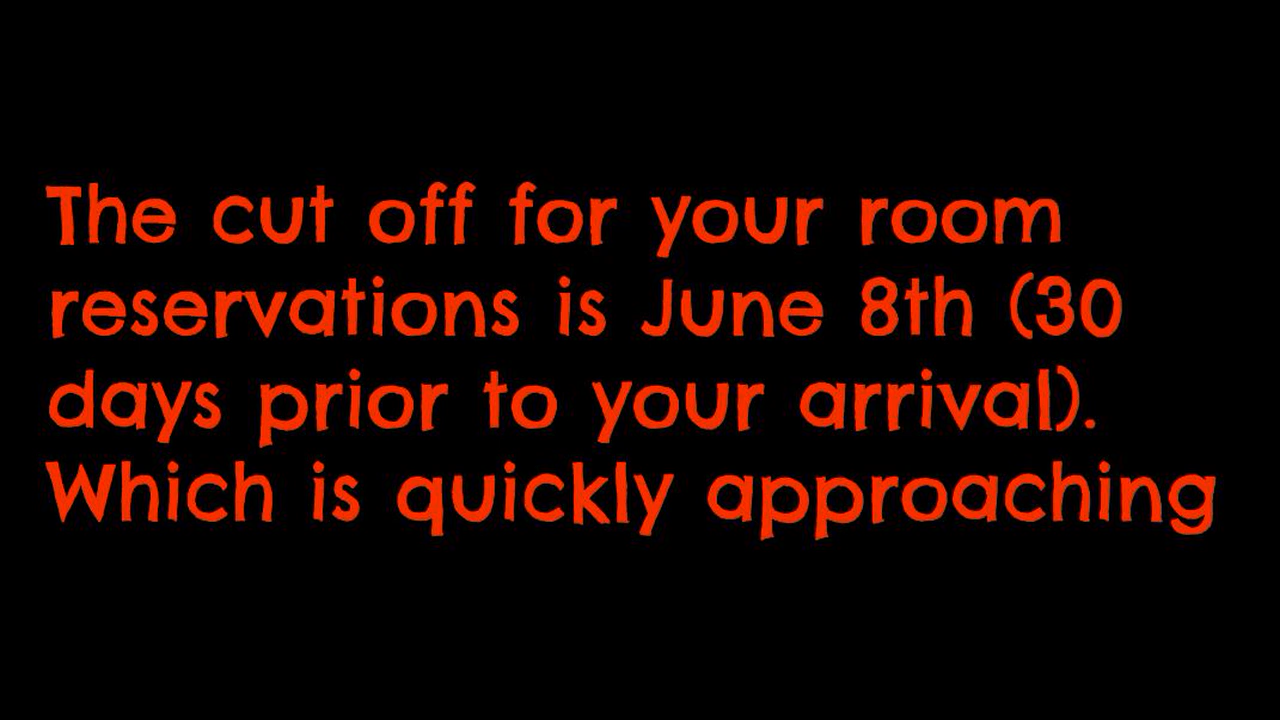 The cut off for your room
reservations is June 8th (30
days prior to your arrival).
Which is quickly approaching